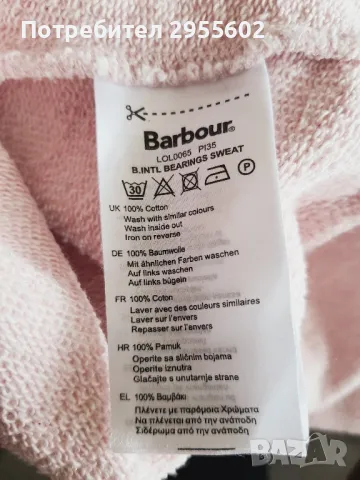 Потребител 2955602
Barbour®
LOL0065 PI35
B.INTL BEARINGS SWEAT
30
P
UK 100% Cotton
Wash with similar colours
Wash inside out
Iron on reverse
DE 100% Baumwolle
Mit ähnlichen Farben waschen
Auf links waschen
Auf links bügeln
FR 100% Coton
Laver avec des couleurs similaires
Laver sur l'envers
Repasser sur l'envers
HR 100% Pamuk
Operite sa sličnim bojama
Operite iznutra
Glačajte s unutarnje strane
EL 100% Βαμβάκι
Πλένετε με παρόμοια Χρώματα
Να πλένεται από την ανάποδη
Σιδέρωμα από την ανάποδη
BAZAR